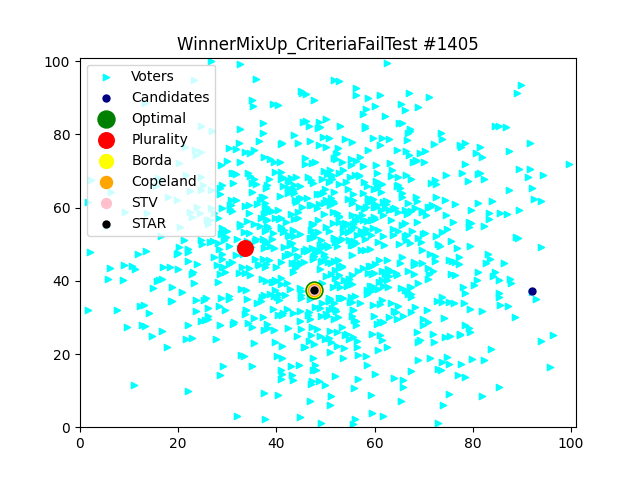 WinnerMixUp_CriteriaFailTest #1405
100
80
60
40
20
0
Voters
Candidates
Optimal
Plurality
Borda
Copeland
STV
STAR
0 20 40 60 80 100